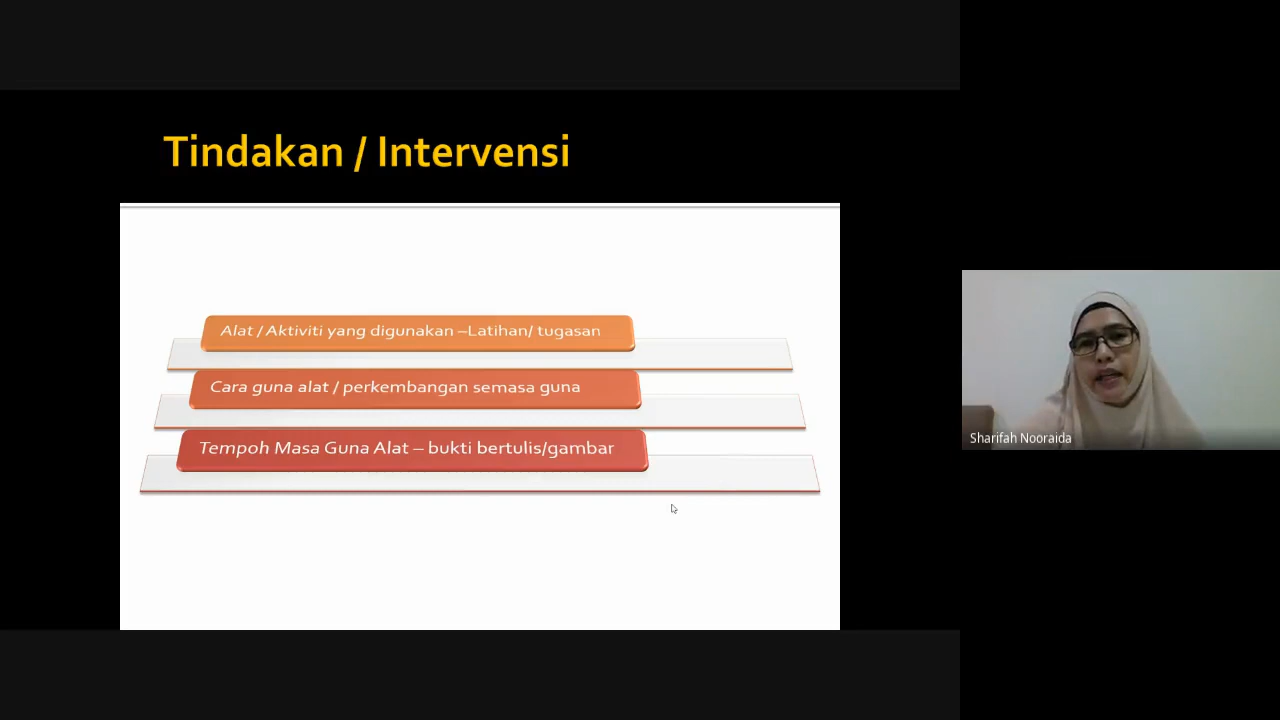 Tindakan / Intervensi
Alat / Aktiviti yang digunakan –Latihan/ tugasan
Cara guna alat / perkembangan semasa guna
Tempoh Masa Guna Alat – bukti bertulis/gambar
Sharifah Nooraida